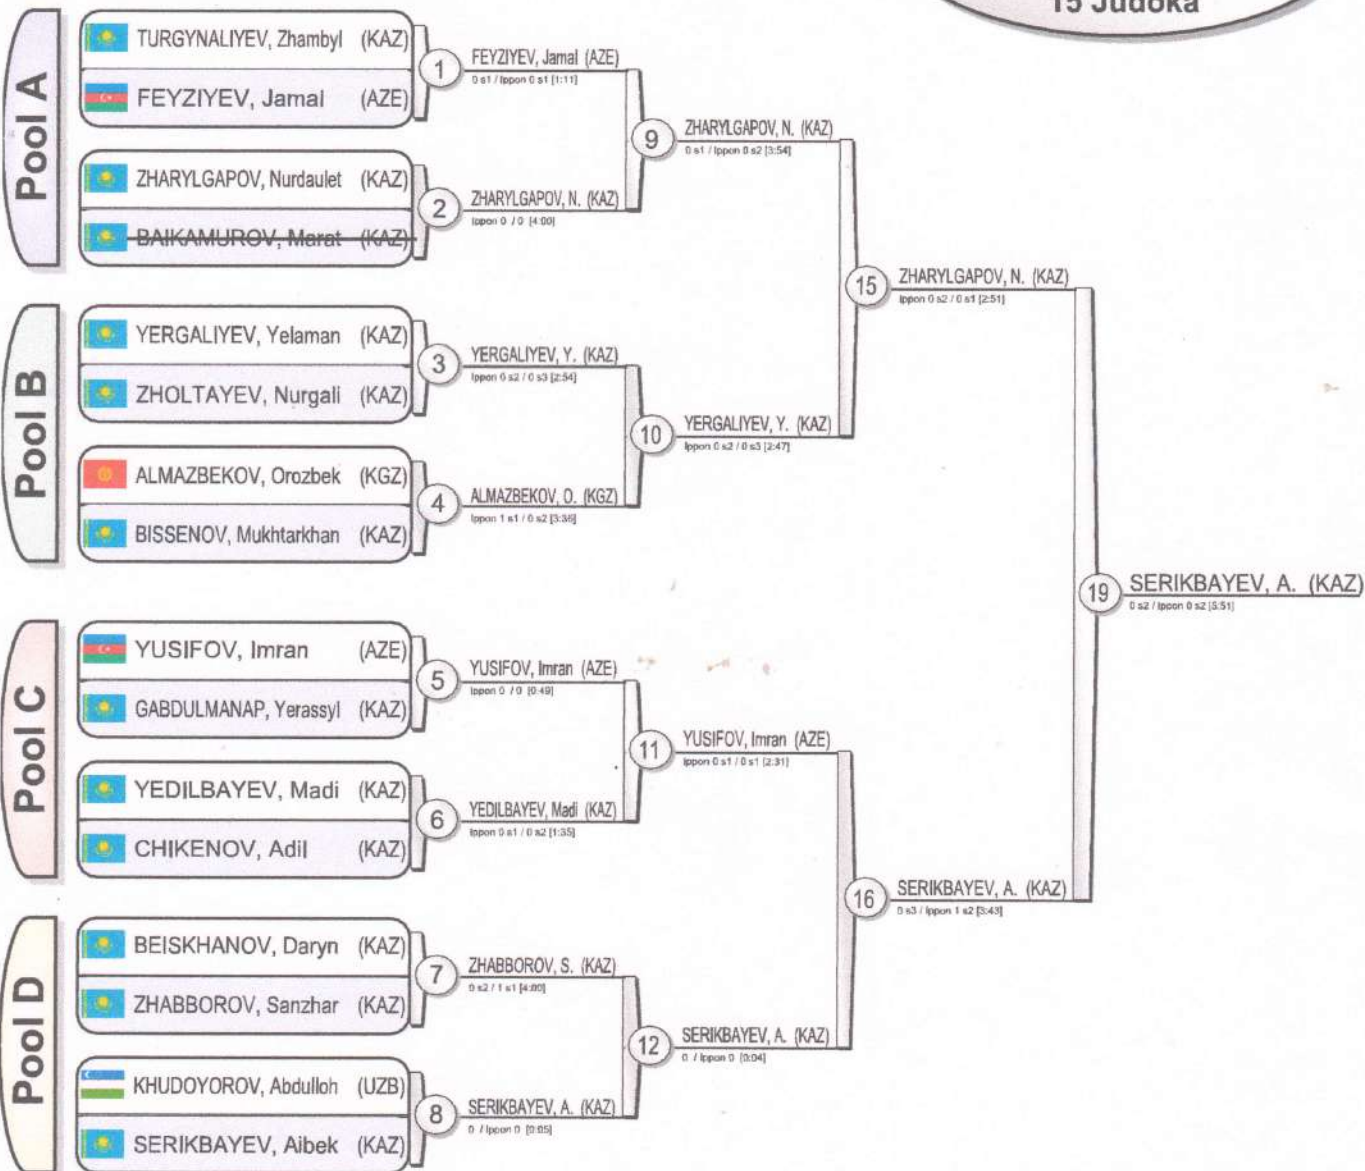 15 Judoka
Pool A
TURGYNALIYEV, Zhambyl (KAZ)
FEYZIYEV, Jamal (AZE)
ZHARYLGAPOV, Nurdaulet (KAZ)
BAIKAMUROV, Marat (KAZ)
Pool B
YERGALIYEV, Yelaman (KAZ)
ZHOLTAYEV, Nurgali (KAZ)
ALMAZBEKOV, Orozbek (KGZ)
BISSENOV, Mukhtarkhan (KAZ)
Pool C
YUSIFOV, Imran (AZE)
GABDULMANAP, Yerassyl (KAZ)
YEDILBAYEV, Madi (KAZ)
CHIKENOV, Adil (KAZ)
Pool D
BEISKHANOV, Daryn (KAZ)
ZHABBOROV, Sanzhar (KAZ)
KHUDOYOROV, Abdulloh (UZB)
SERIKBAYEV, Aibek (KAZ)
1
FEYZIYEV, Jamal (AZE)
0 s1 / Ippon 0 s1 [1:11]
2
ZHARYLGAPOV, N. (KAZ)
Ippon 0 / 0 [4:00]
3
YERGALIYEV, Y. (KAZ)
Ippon 0 s2 / 0 s3 [2:54]
4
ALMAZBEKOV, O. (KGZ)
Ippon 1 s1 / 0 s2 [3:36]
5
YUSIFOV, Imran (AZE)
Ippon 0 / 0 [0:49]
6
YEDILBAYEV, Madi (KAZ)
Ippon 0 s1 / 0 s2 [1:35]
7
ZHABBOROV, S. (KAZ)
0 s2 / 1 s1 [4:00]
8
SERIKBAYEV, A. (KAZ)
0 / Ippon 0 [0:05]
9
ZHARYLGAPOV, N. (KAZ)
0 s1 / Ippon 0 s2 [3:54]
10
YERGALIYEV, Y. (KAZ)
Ippon 0 s2 / 0 s3 [2:47]
11
YUSIFOV, Imran (AZE)
Ippon 0 s1 / 0 s1 [2:31]
12
SERIKBAYEV, A. (KAZ)
0 / Ippon 0 [0:04]
15
ZHARYLGAPOV, N. (KAZ)
Ippon 0 s2 / 0 s1 [2:51]
16
SERIKBAYEV, A. (KAZ)
0 s3 / Ippon 1 s2 [3:43]
19
SERIKBAYEV, A. (KAZ)
0 s2 / Ippon 0 s2 [5:51]